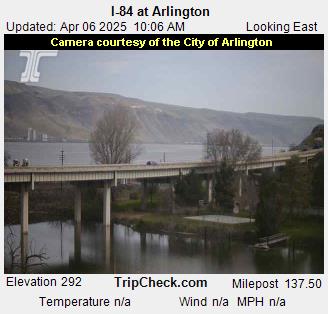 I-84 at Arlington
Updated: Apr 06 2025 10:06 AM Looking East
Camera courtesy of the City of Arlington
Elevation 292 TripCheck.com Milepost 137.50
Temperature n/a Wind n/a MPH n/a